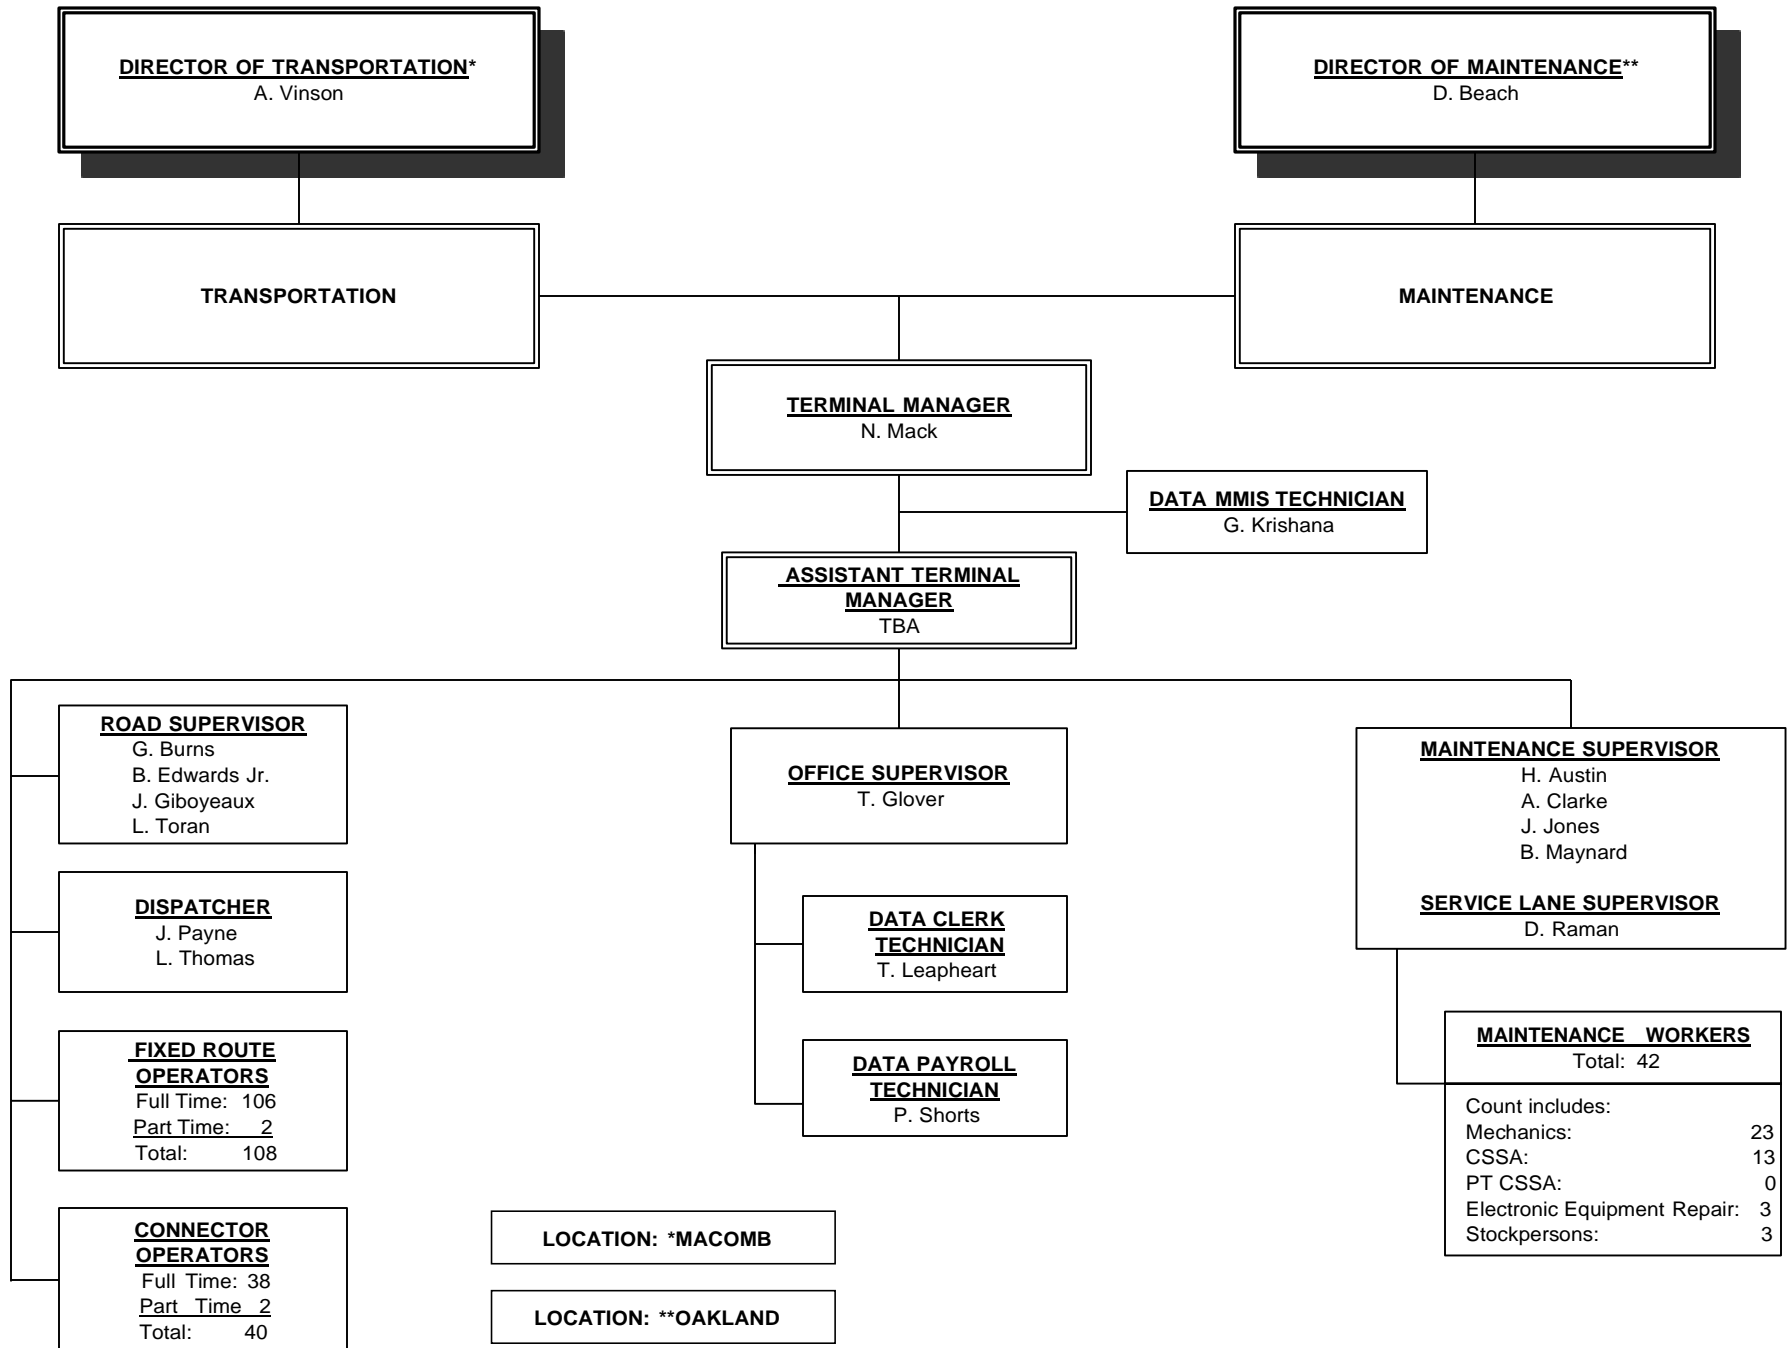 DIRECTOR OF TRANSPORTATION*
A. Vinson
DIRECTOR OF MAINTENANCE**
D. Beach
TRANSPORTATION
MAINTENANCE
TERMINAL MANAGER
N. Mack
DATA MMIS TECHNICIAN
G. Krishana
ASSISTANT TERMINAL
MANAGER
TBA
ROAD SUPERVISOR
G. Burns
B. Edwards Jr.
J. Giboyeaux
L. Toran
DISPATCHER
J. Payne
L. Thomas
FIXED ROUTE
OPERATORS
Full Time: 106
Part Time: 2
Total: 108
CONNECTOR
OPERATORS
Full Time: 38
Part Time 2
Total: 40
OFFICE SUPERVISOR
T. Glover
DATA CLERK
TECHNICIAN
T. Leapheart
DATA PAYROLL
TECHNICIAN
P. Shorts
LOCATION: *MACOMB
LOCATION: **OAKLAND
MAINTENANCE SUPERVISOR
H. Austin
A. Clarke
J. Jones
B. Maynard
SERVICE LANE SUPERVISOR
D. Raman
MAINTENANCE WORKERS
Total: 42
Count includes:
Mechanics: 23
CSSA: 13
PT CSSA: 0
Electronic Equipment Repair: 3
Stockpersons: 3